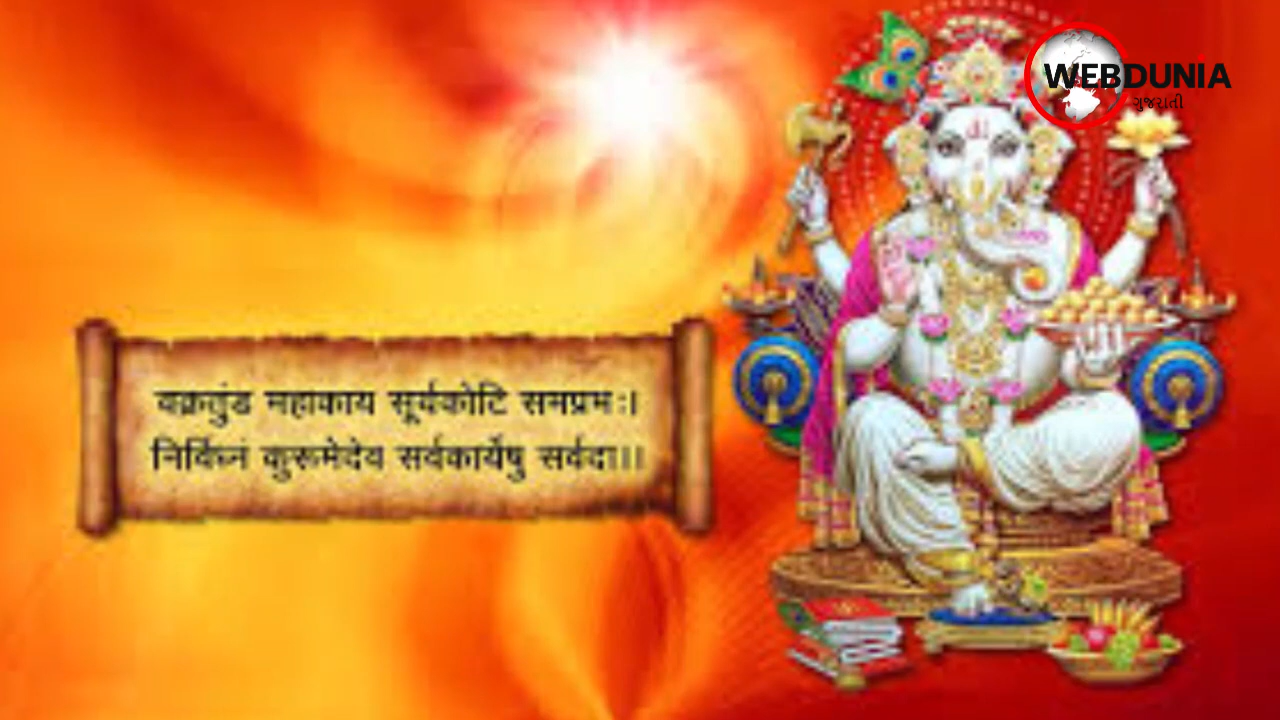 WEBDUNIA
ગુજરાતી
वक्रतुंड महाकाय सूर्यकोटि समप्रभः।
निर्विघ्नं कुरूमेदेव सर्वकार्येषु सर्वदा।।